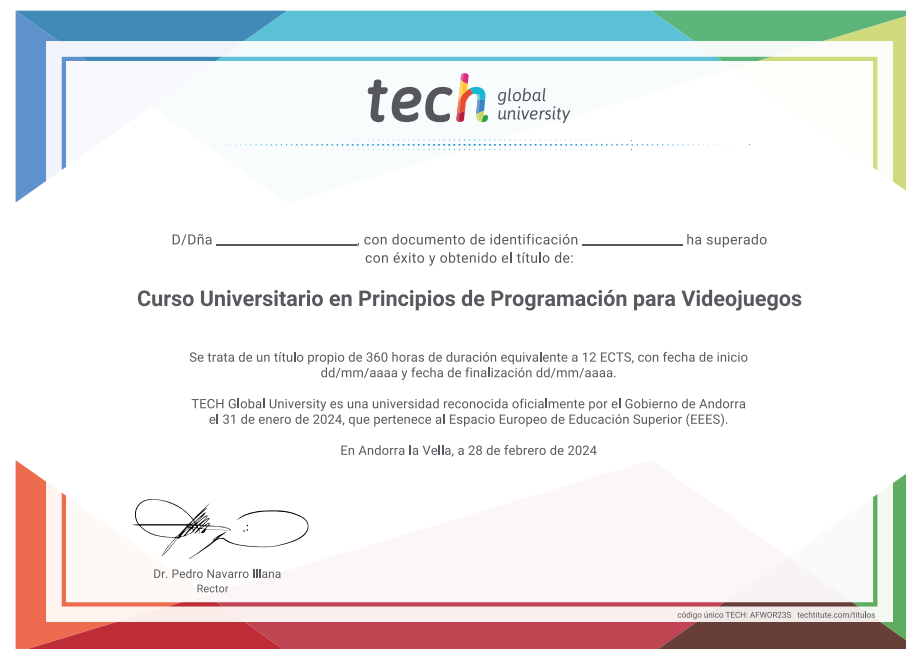 tech global
university
D/Dña ______________, con documento de identificación __________ ha superado
con éxito y obtenido el título de:
Curso Universitario en Principios de Programación para Videojuegos
Se trata de un título propio de 360 horas de duración equivalente a 12 ECTS, con fecha de inicio
dd/mm/aaaa y fecha de finalización dd/mm/aaaa.
TECH Global University es una universidad reconocida oficialmente por el Gobierno de Andorra
el 31 de enero de 2024, que pertenece al Espacio Europeo de Educación Superior (EEES).
En Andorra la Vella, a 28 de febrero de 2024
Dr. Pedro Navarro Illana
Rector
código único TECH: AFWOR23S techtitute.com/titulos